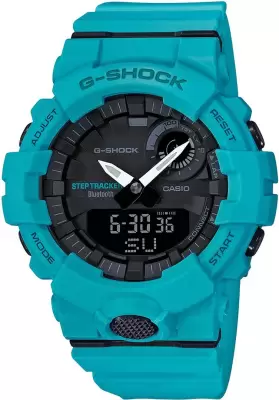 G-SHOCK
ADJUST
RESET
G-SHOCK
STEP TRACKER
Bluetooth
CASIO
6:30 36
SU
MODE
START